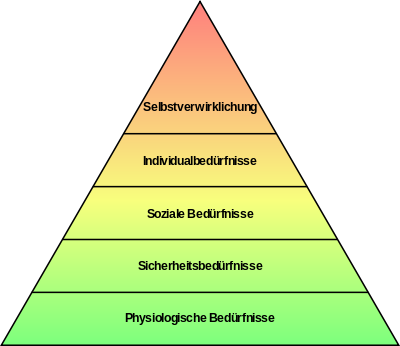 Selbstverwirklichung
Individualbedürfnisse
Soziale Bedürfnisse
Sicherheitsbedürfnisse
Physiologische Bedürfnisse